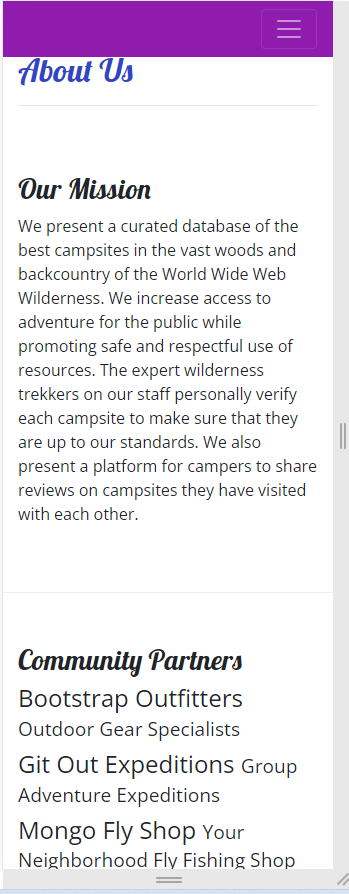 About Us
Our Mission
We present a curated database of the
best campsites in the vast woods and
backcountry of the World Wide Web
Wilderness. We increase access to
adventure for the public while
promoting safe and respectful use of
resources. The expert wilderness
trekkers on our staff personally verify
each campsite to make sure that they
are up to our standards. We also
present a platform for campers to share
reviews on campsites they have visited
with each other.
Community Partners
Bootstrap Outfitters
Outdoor Gear Specialists
Git Out Expeditions Group
Adventure Expeditions
Mongo Fly Shop Your
Neighborhood Fly Fishing Shop